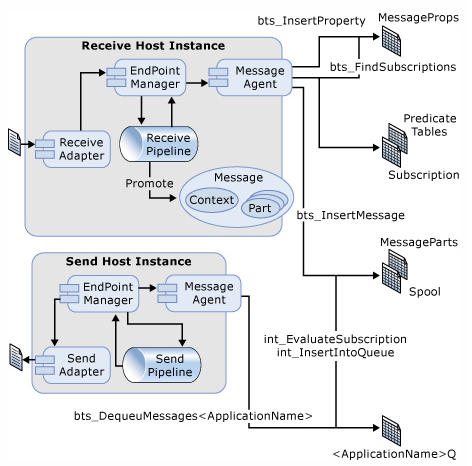 bts_InsertProperty
MessageProps
Receive Host Instance
bts_FindSubscriptions
EndPoint
Manager
Message
Agent
Predicate
Tables
Receive
Adapter
Receive
Pipeline
Subscription
Promote
Message
Context
Part
bts_InsertMessage
MessageParts
Send Host Instance
EndPoint
Manager
Message
Agent
Spool
int_EvaluateSubscription
int_InsertIntoQueue
Send
Adapter
Send
Pipeline
bts_DequeuMessages<ApplicationName>
<ApplicationName>Q